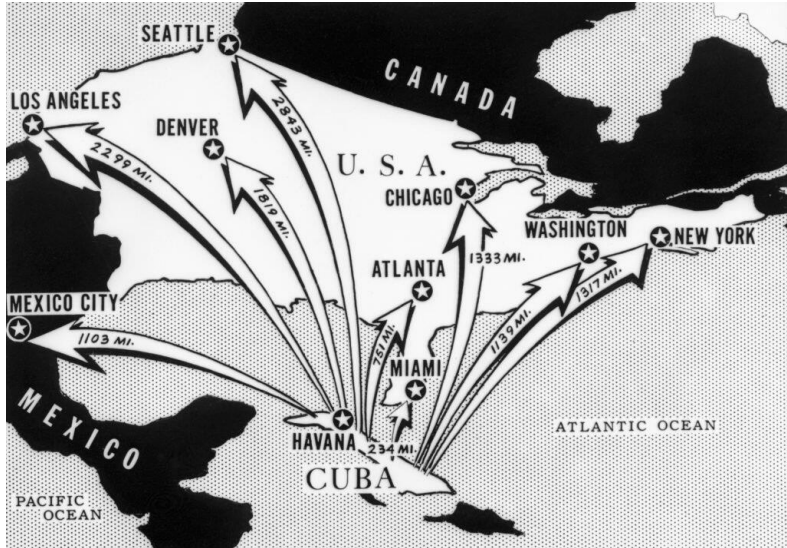 SEATTLE
CANADA
LOS ANGELES
2843 MI.
DENVER
2299 MI.
U. S. A.
1819 MI.
CHICAGO
WASHINGTON
NEW YORK
1333 MI.
ATLANTA
MEXICO CITY
1103 MI.
751 MI.
1139 MI.
1317 MI.
MIAMI
MEXICO
HAVANA
234 MI.
ATLANTIC OCEAN
CUBA
PACIFIC
OCEAN